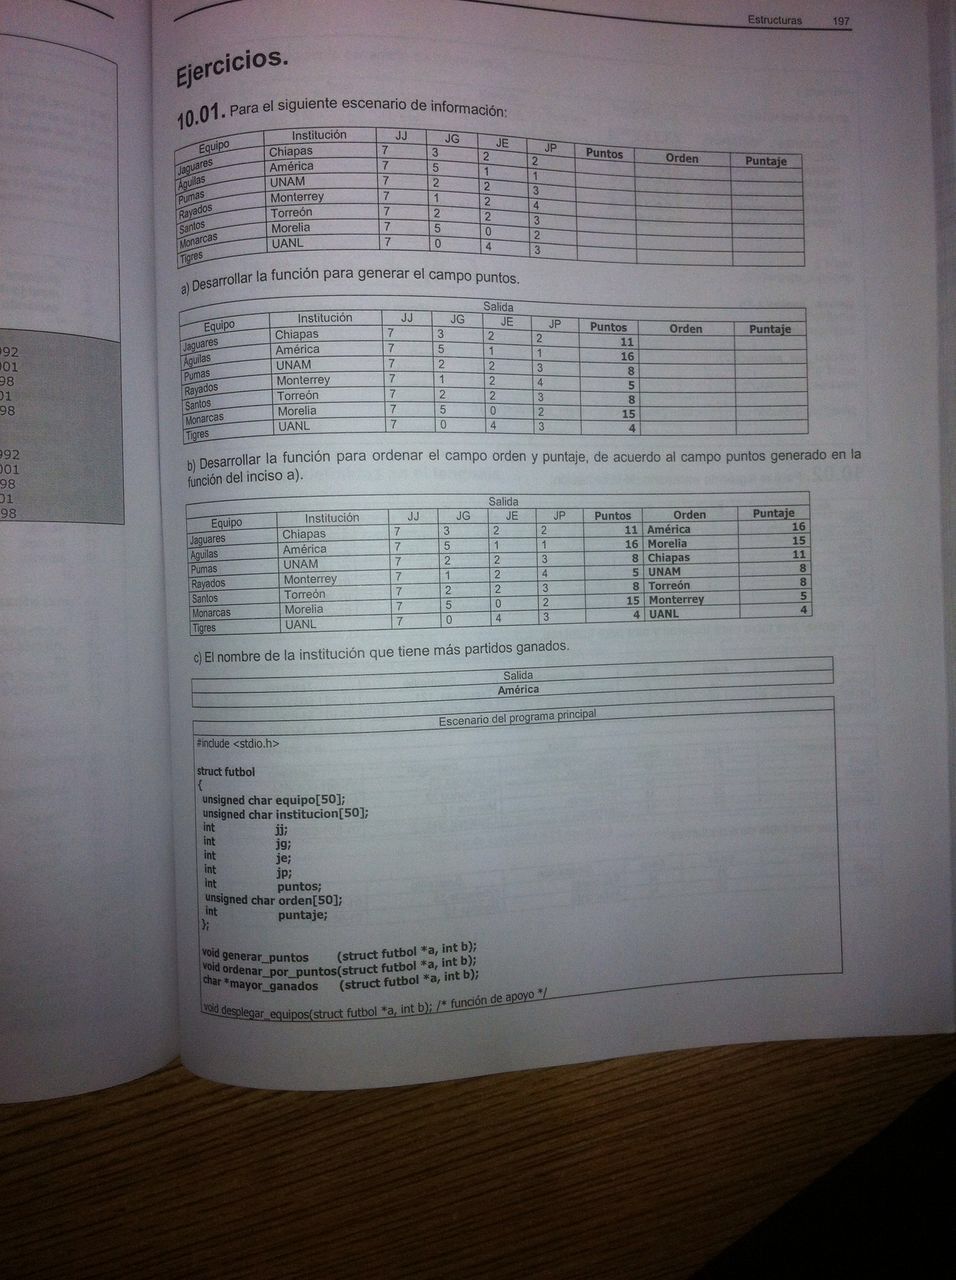 Estructuras 197
Ejercicios.
10.01. Para el siguiente escenario de información:
Equipo Institución JJ JG JE JP Puntos Orden Puntaje
Jaguares Chiapas 7 3 2 2
Águilas América 7 5 1 1
Pumas UNAM 7 2 2 3
Rayados Monterrey 7 1 2 4
Santos Torreón 7 2 2 3
Monarcas Morelia 7 5 0 2
Tigres UANL 7 0 4 3
a) Desarrollar la función para generar el campo puntos.
Salida
Equipo Institución JJ JG JE JP Puntos Orden Puntaje
Jaguares Chiapas 7 3 2 2 11
Águilas América 7 5 1 1 16
Pumas UNAM 7 2 2 3 8
Rayados Monterrey 7 1 2 4 5
Santos Torreón 7 2 2 3 8
Monarcas Morelia 7 5 0 2 15
Tigres UANL 7 0 4 3 4
b) Desarrollar la función para ordenar el campo orden y puntaje, de acuerdo al campo puntos generado en la
función del inciso a).
Salida
Equipo Institución JJ JG JE JP Puntos Orden Puntaje
Jaguares Chiapas 7 3 2 2 11 América 16
Águilas América 7 5 1 1 16 Morelia 15
Pumas UNAM 7 2 2 3 8 Chiapas 11
Rayados Monterrey 7 1 2 4 5 UNAM 8
Santos Torreón 7 2 2 3 8 Torreón 8
Monarcas Morelia 7 5 0 2 15 Monterrey 5
Tigres UANL 7 0 4 3 4 UANL 4
c) El nombre de la institución que tiene más partidos ganados.
Salida
América
Escenario del programa principal
#include <stdio.h>
struct futbol
{
unsigned char equipo[50];
unsigned char institucion[50];
int jj;
int jg;
int je;
int jp;
int puntos;
unsigned char orden[50];
int puntaje;
};
void generar_puntos (struct futbol *a, int b);
void ordenar_por_puntos(struct futbol *a, int b);
char *mayor_ganados (struct futbol *a, int b);
void desplegar_equipos(struct futbol *a, int b); /* función de apoyo */